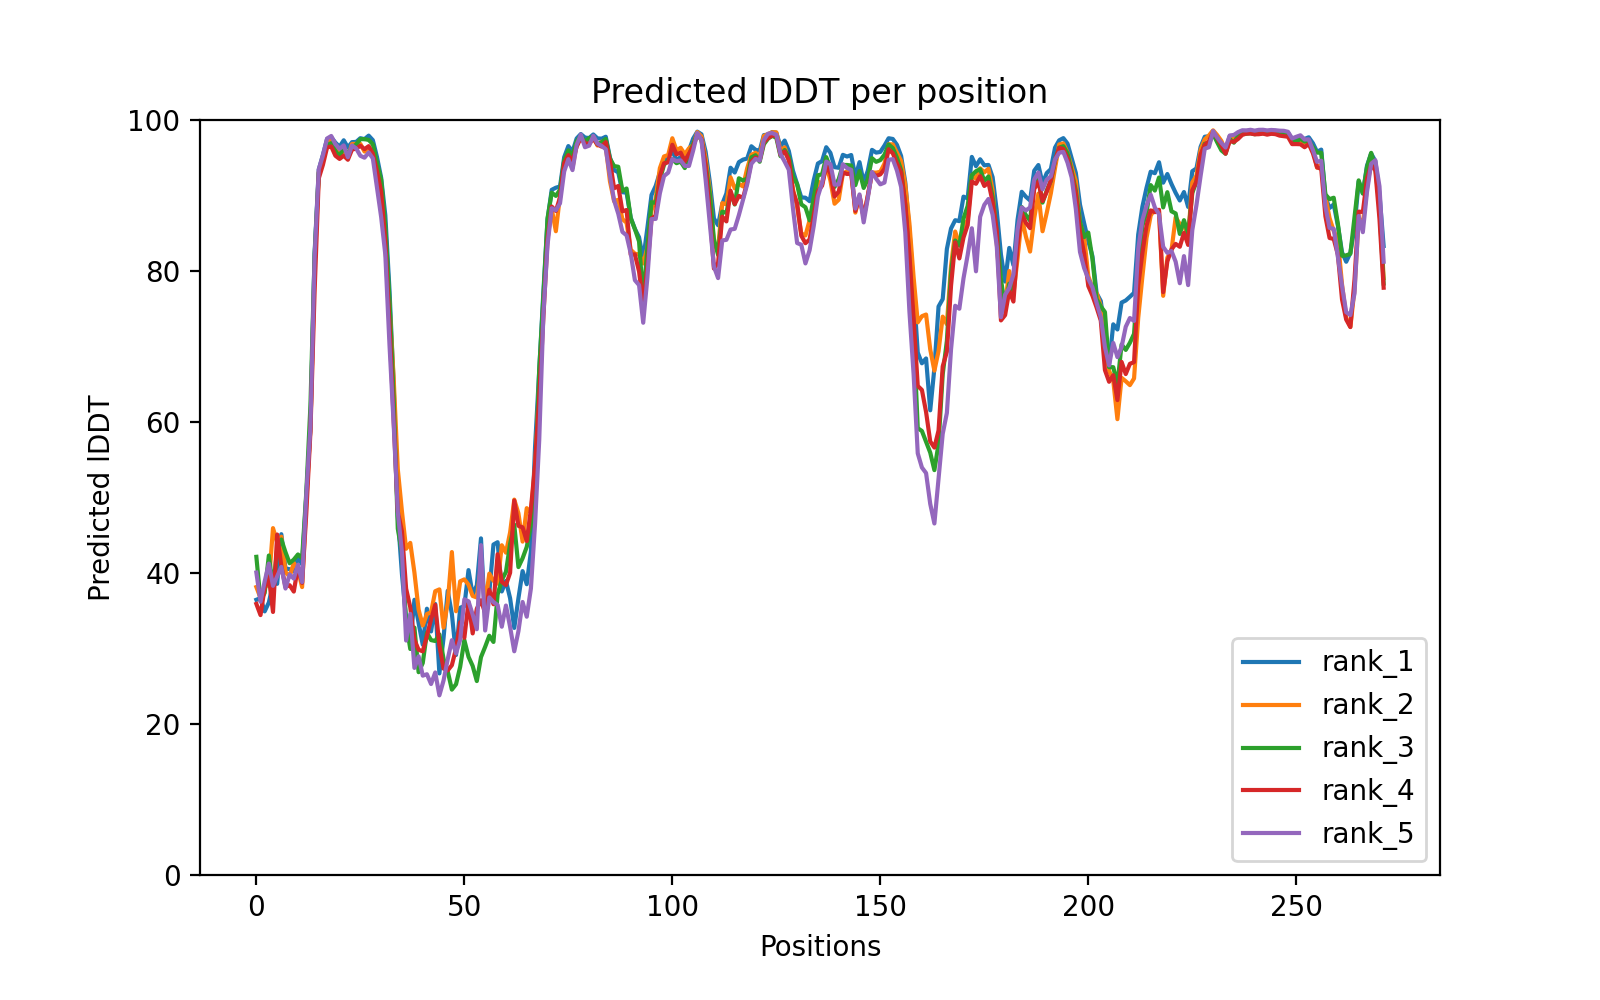 Predicted lDDT per position
100
80
60
40
20
0
Predicted lDDT
0 50 100 150 200 250
Positions
rank_1
rank_2
rank_3
rank_4
rank_5